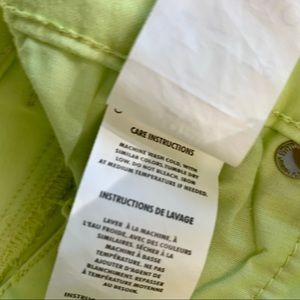 CARE INSTRUCTIONS
MACHINE WASH COLD, WITH
SIMILAR COLORS. TUMBLE DRY
LOW. DO NOT BLEACH. IRON
AT MEDIUM TEMPERATURE IF NEEDED.
INSTRUCTIONS DE LAVAGE
LAVER À LA MACHINE, À
L'EAU FROIDE, AVEC DES COULEURS
SIMILAIRES. SÉCHER À LA
MACHINE À BASSE
TEMPÉRATURE. NE PAS
AJOUTER D'AGENT DE
BLANCHIMENT. REPASSER
À TEMPÉRATURE MOYENNE
AU BESOIN.